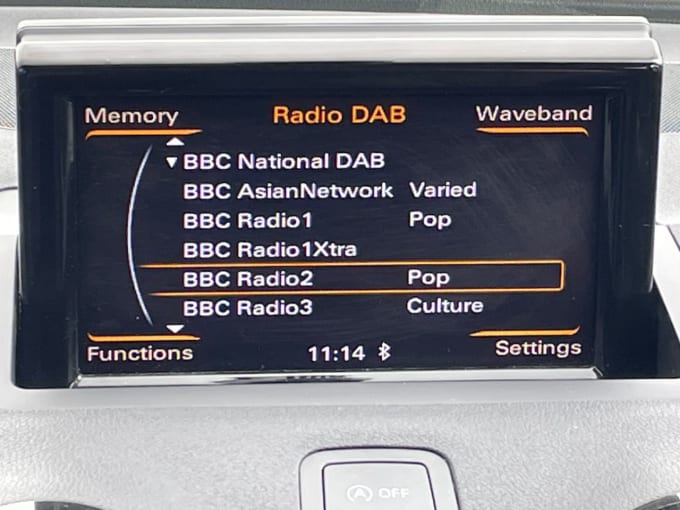 Memory Radio DAB Waveband
BBC National DAB
BBC AsianNetwork Varied
BBC Radio1 Pop
BBC Radio1Xtra
BBC Radio2 Pop
BBC Radio3 Culture
Functions 11:14 Settings
A OFF